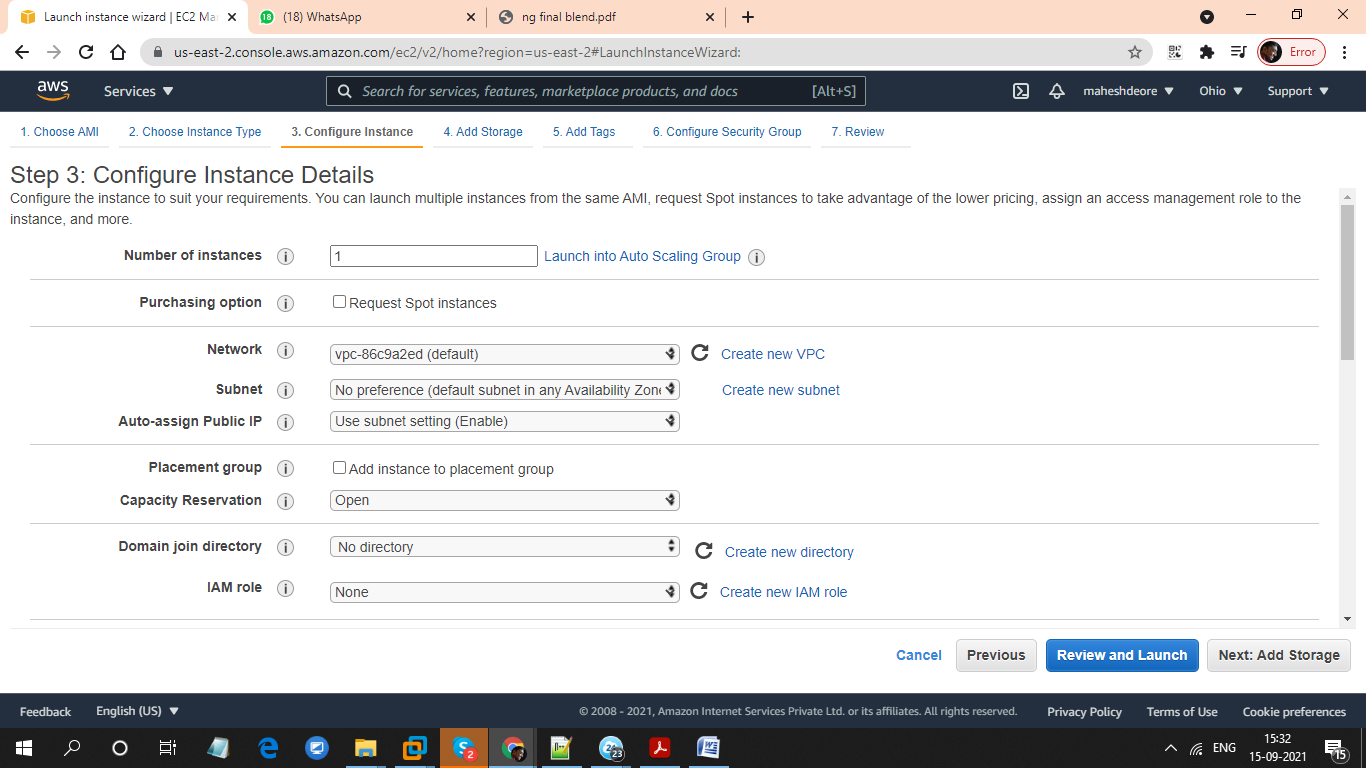 Launch instance wizard | EC2 Ma
18
(18) WhatsApp
ng final blend.pdf
us-east-2.console.aws.amazon.com/ec2/v2/home?region=us-east-2#LaunchInstanceWizard:
Error
aws
Services
Search for services, features, marketplace products, and docs
[Alt+S]
maheshdeore
Ohio
Support
1. Choose AMI
2. Choose Instance Type
3. Configure Instance
4. Add Storage
5. Add Tags
6. Configure Security Group
7. Review
Step 3: Configure Instance Details
Configure the instance to suit your requirements. You can launch multiple instances from the same AMI, request Spot instances to take advantage of the lower pricing, assign an access management role to the
instance, and more.
Number of instances
1
Launch into Auto Scaling Group
Purchasing option
Request Spot instances
Network
vpc-86c9a2ed (default)
Create new VPC
Subnet
No preference (default subnet in any Availability Zone
Create new subnet
Auto-assign Public IP
Use subnet setting (Enable)
Placement group
Add instance to placement group
Capacity Reservation
Open
Domain join directory
No directory
Create new directory
IAM role
None
Create new IAM role
Cancel
Previous
Review and Launch
Next: Add Storage
Feedback
English (US)
© 2008 - 2021, Amazon Internet Services Private Ltd. or its affiliates. All rights reserved.
Privacy Policy
Terms of Use
Cookie preferences
2
23
ENG
15:32
15-09-2021
15